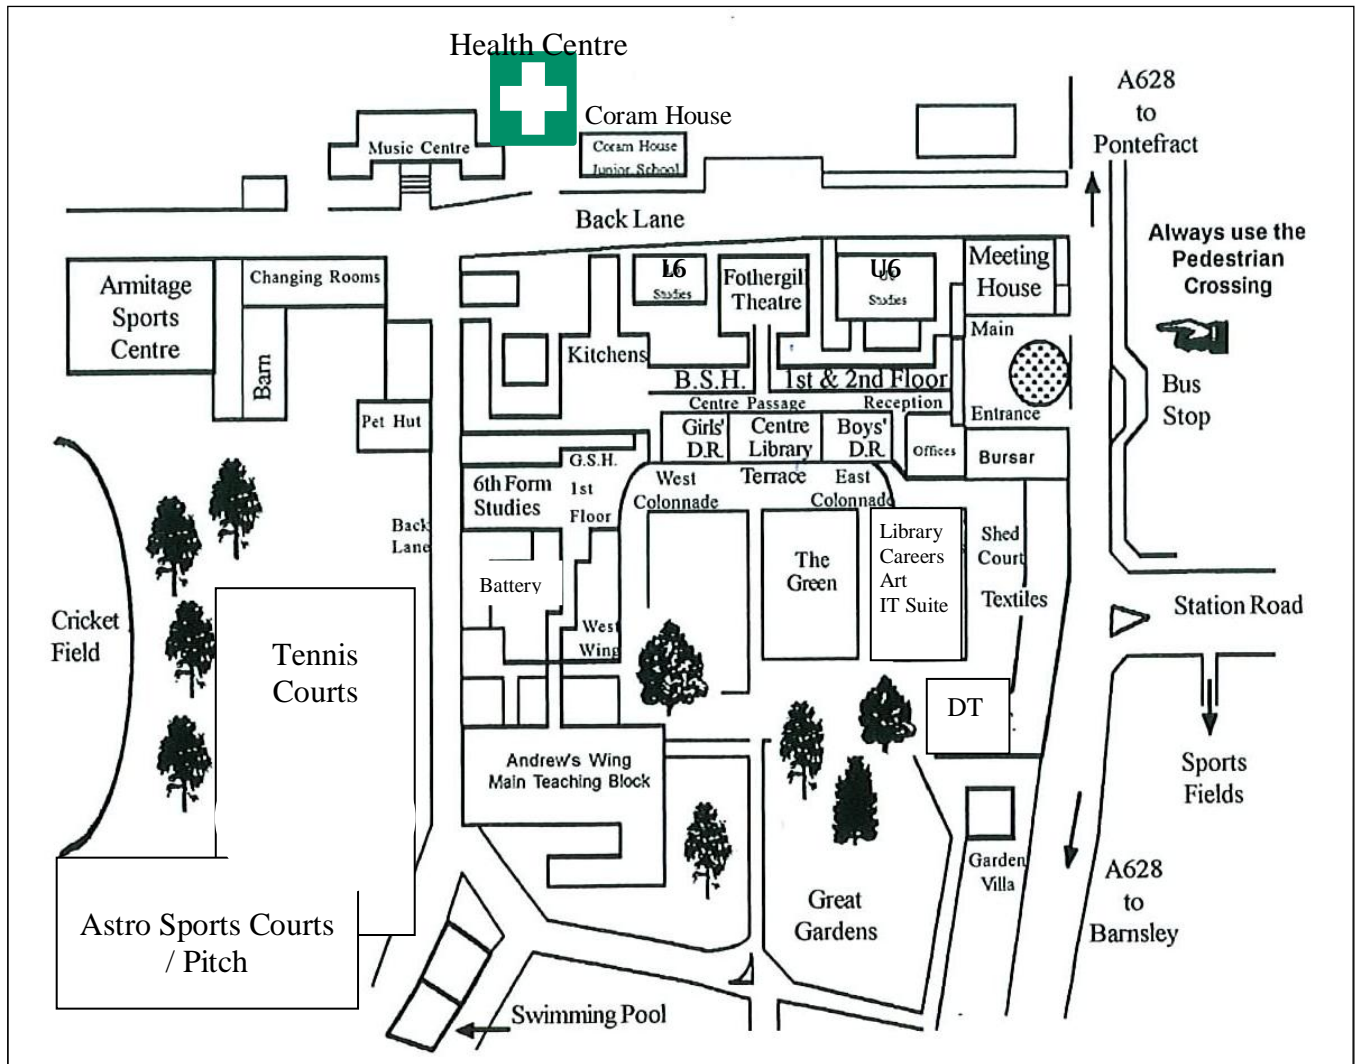 Health Centre
A628
to
Pontefract
Coram House
Music Centre
Coram House
Junior School
Back Lane
Always use the
Pedestrian
Crossing
Armitage
Sports
Centre
Changing Rooms
L6
Studies
Fothergill
Theatre
U6
Studies
Meeting
House
Main
Entrance
Barn
Kitchens
B.S.H.
1st & 2nd Floor
Bus
Stop
Pet Hut
Centre Passage
Reception
Girls'
D.R.
Centre
Library
Boys'
D.R.
Offices
Bursar
G.S.H.
1st
Floor
6th Form
Studies
West
Colonnade
Terrace
East
Colonnade
Back
Lane
Library
Careers
Art
IT Suite
Shed
Court
The
Green
Battery
Textiles
Station Road
Cricket
Field
Tennis
Courts
West
Wing
DT
Andrew's Wing
Main Teaching Block
Sports
Fields
Garden
Villa
A628
to
Barnsley
Great
Gardens
Astro Sports Courts
/ Pitch
Swimming Pool